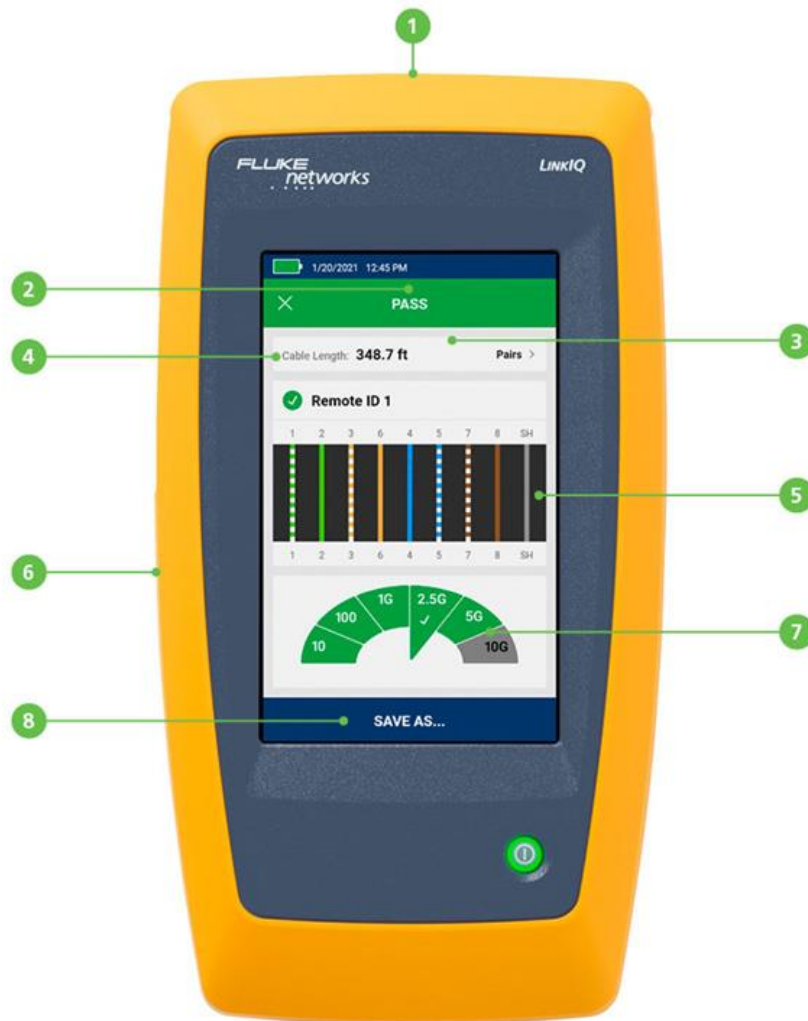 1
FLUKE
networks
LINKIQ
1/20/2021 12:45 PM
2
PASS
3
4
Cable Length: 348.7 ft
Pairs >
Remote ID 1
1 2 3 6 4 5 7 8 SH
5
1 2 3 6 4 5 7 8 SH
6
1G 2.5G
100 5G
10 10G
7
8
SAVE AS...